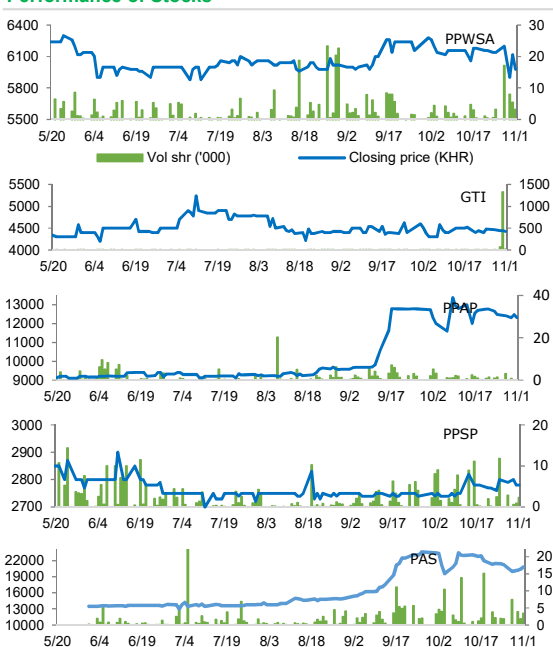 Performance of Stocks
6400 30
PPWSA
6100 20
5800 10
5500 0
5/20 6/4 6/19 7/4 7/19 8/3 8/18 9/2 9/17 10/2 10/17 11/1
Vol shr ('000) Closing price (KHR)
5500 1500
GTI
5000 1000
4500 500
4000 0
5/20 6/4 6/19 7/4 7/19 8/3 8/18 9/2 9/17 10/2 10/17 11/1
13000 40
PPAP
12000
11000 20
10000
9000 0
5/20 6/4 6/19 7/4 7/19 8/3 8/18 9/2 9/17 10/2 10/17 11/1
3000 20
PPSP
2900
2800 10
2700 0
5/20 6/4 6/19 7/4 7/19 8/3 8/18 9/2 9/17 10/2 10/17 11/1
PAS
22000 20
19000 15
16000 10
13000 5
10000 0
5/20 6/4 6/19 7/4 7/19 8/3 8/18 9/2 9/17 10/2 10/17 11/1